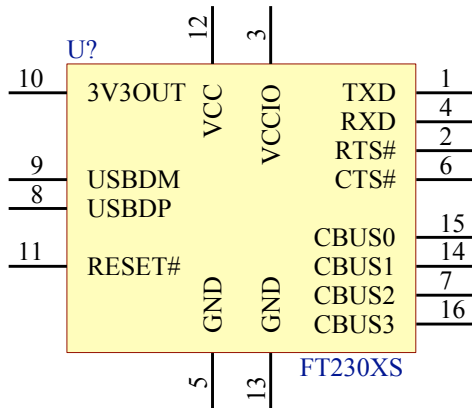 12 3
U?
10 3V3OUT VCC VCCIO TXD 1
RXD 4
RTS# 2
9 USBDM CTS# 6
8 USBDP
CBUS0 15
11 RESET# CBUS1 14
GND GND CBUS2 7
CBUS3 16
FT230XS
5 13